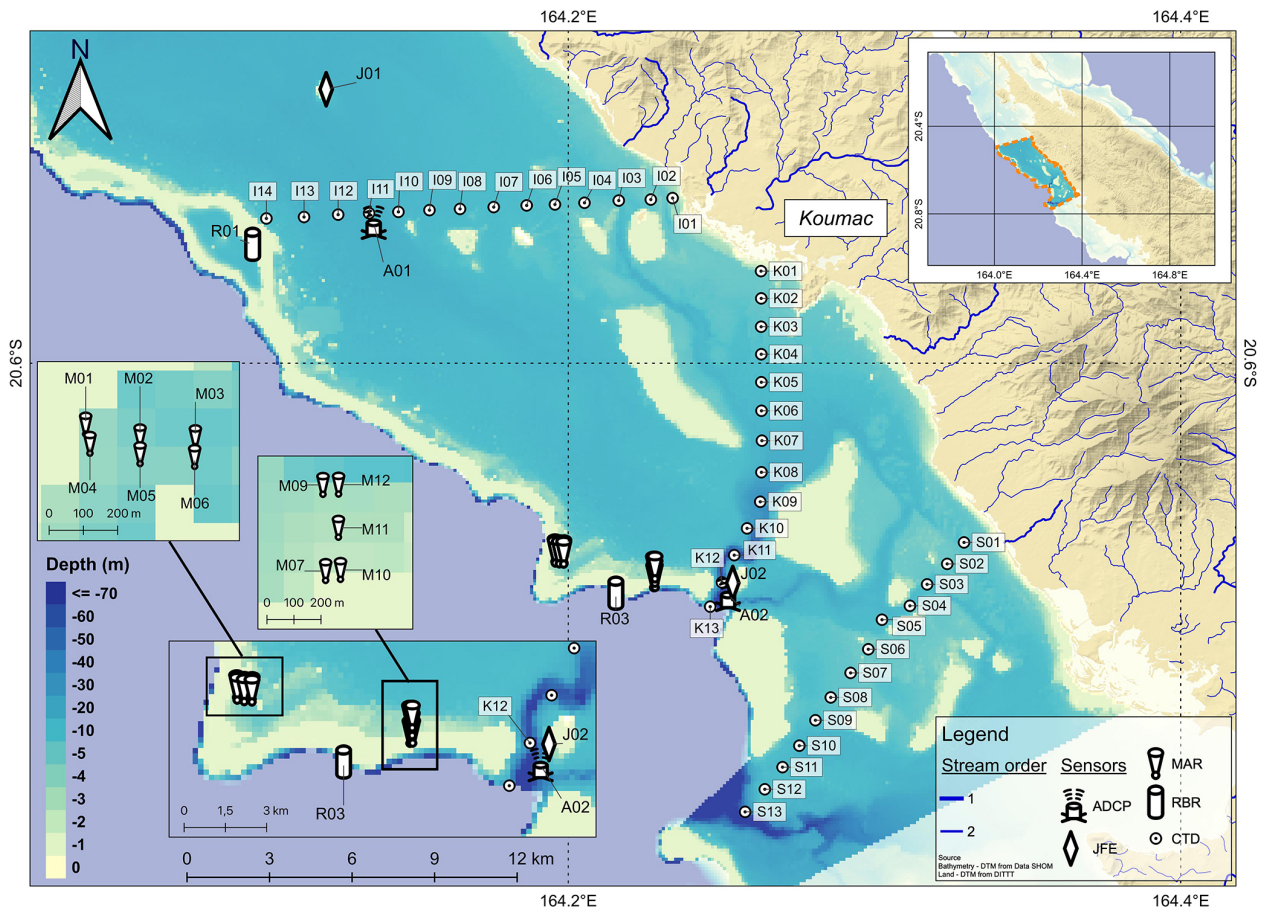 164.2°E
164.4°E
N
J01
20.4°S
20.8°S
164.0°E
164.4°E
164.8°E
I14
I13
I12
I11
I10
I09
I08
I07
I06
I05
I04
I03
I02
I01
Koumac
R01
A01
K01
K02
K03
K04
K05
K06
K07
K08
K09
K10
K11
K12
K13
20.6°S
20.6°S
M01
M02
M03
M04
M05
M06
0
100
200 m
M09
M12
M11
M07
M10
0
100
200 m
J02
A02
R03
S01
S02
S03
S04
S05
S06
S07
S08
S09
S10
S11
S12
S13
Depth (m)
<= -70
-60
-50
-40
-30
-20
-10
-5
-4
-3
-2
-1
0
K12
J02
A02
R03
0
1,5
3 km
0
3
6
9
12 km
Legend
Stream order
1
2
Sensors
ADCP
JFE
MAR
RBR
CTD
Source
Bathymetry - DTM from Data SHOM
Land - DTM from DITTT
164.2°E
164.4°E